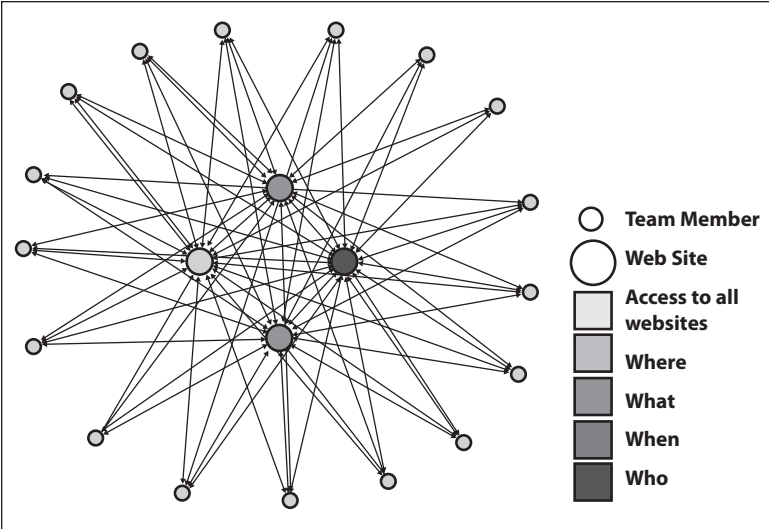 Team Member
Web Site
Access to all
websites
Where
What
When
Who